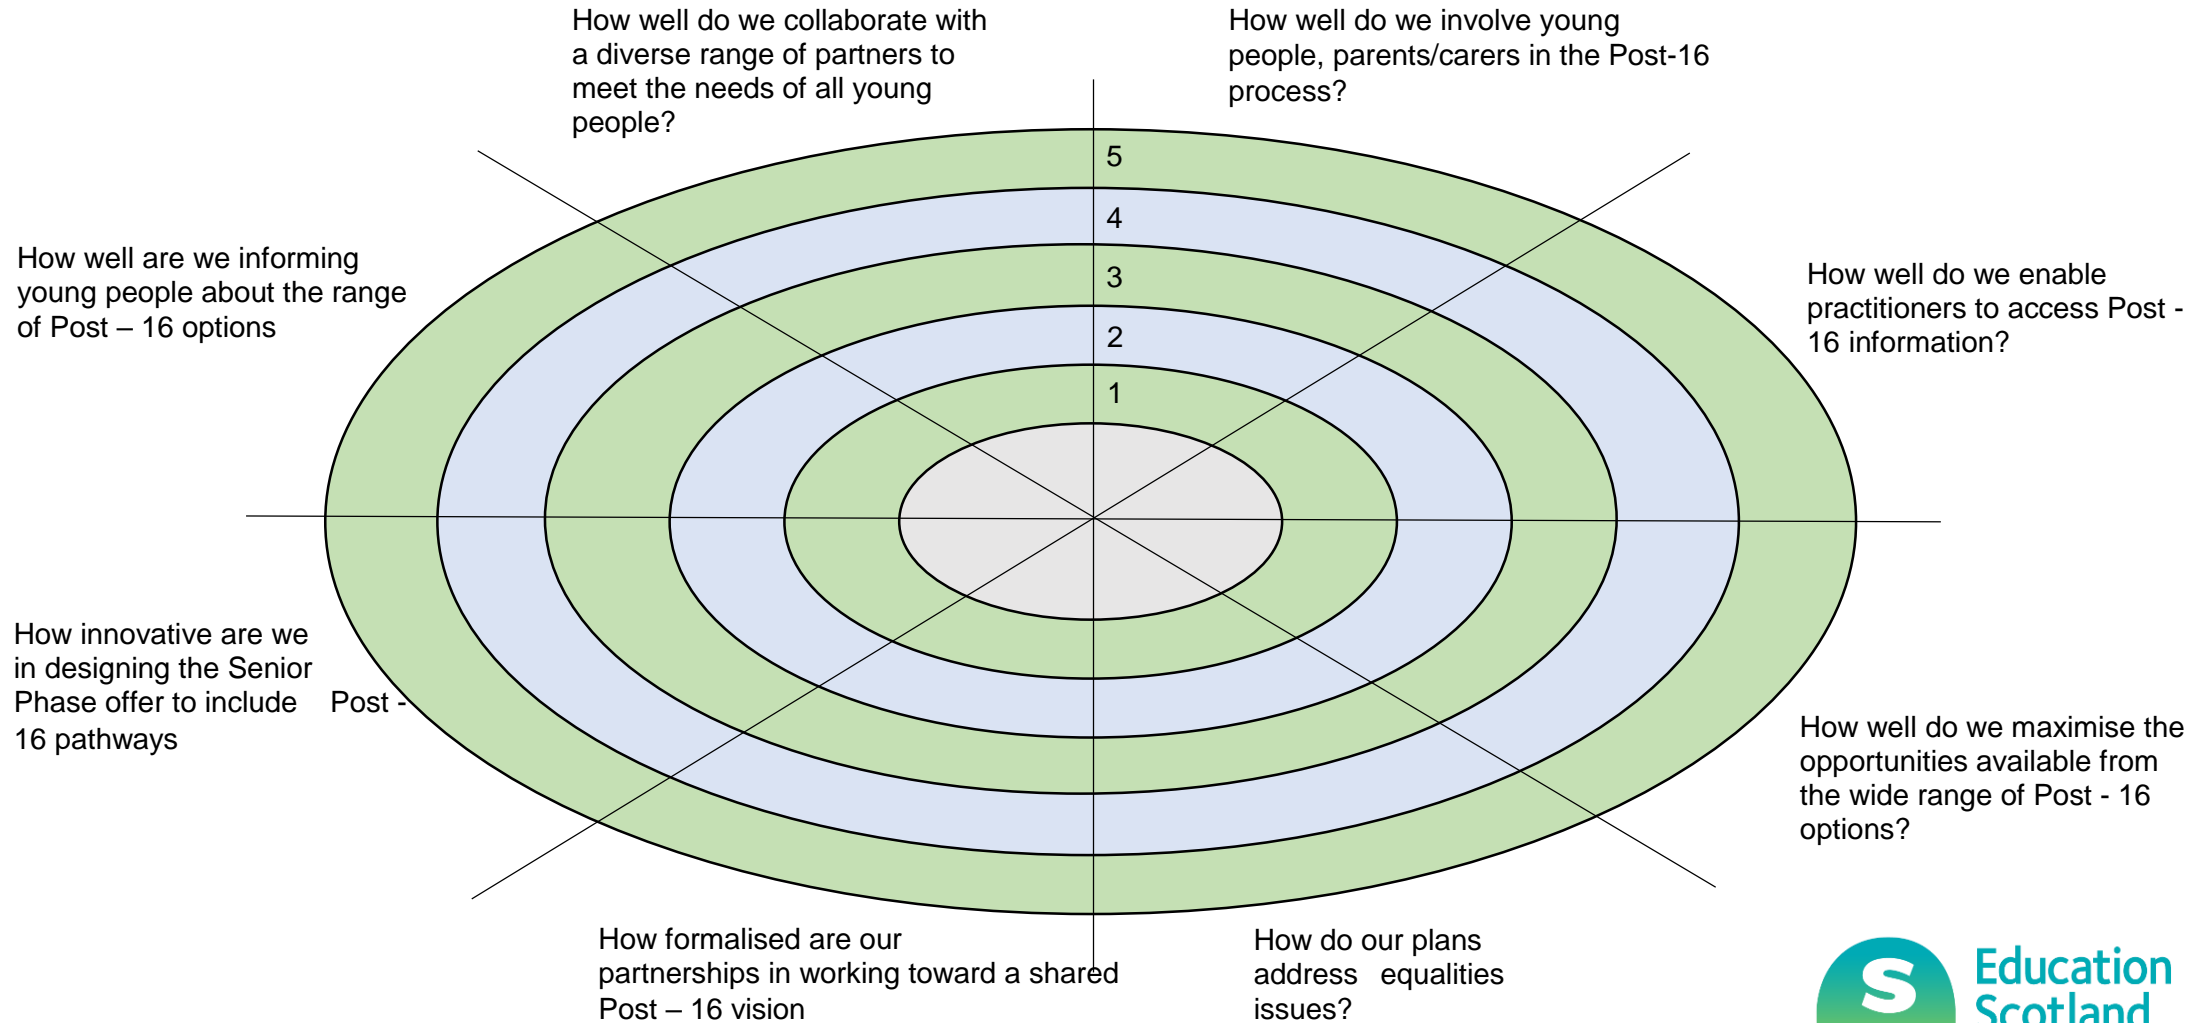 How well do we collaborate with
a diverse range of partners to
meet the needs of all young
people?
How well do we involve young
people, parents/carers in the Post-16
process?
5
4
3
2
1
How well are we informing
young people about the range
of Post – 16 options
How well do we enable
practitioners to access Post -
16 information?
How innovative are we
in designing the Senior
Phase offer to include Post -
16 pathways
How well do we maximise the
opportunities available from
the wide range of Post - 16
options?
How formalised are our
partnerships in working toward a shared
Post – 16 vision
How do our plans
address equalities
issues?
S
Education
Scotland